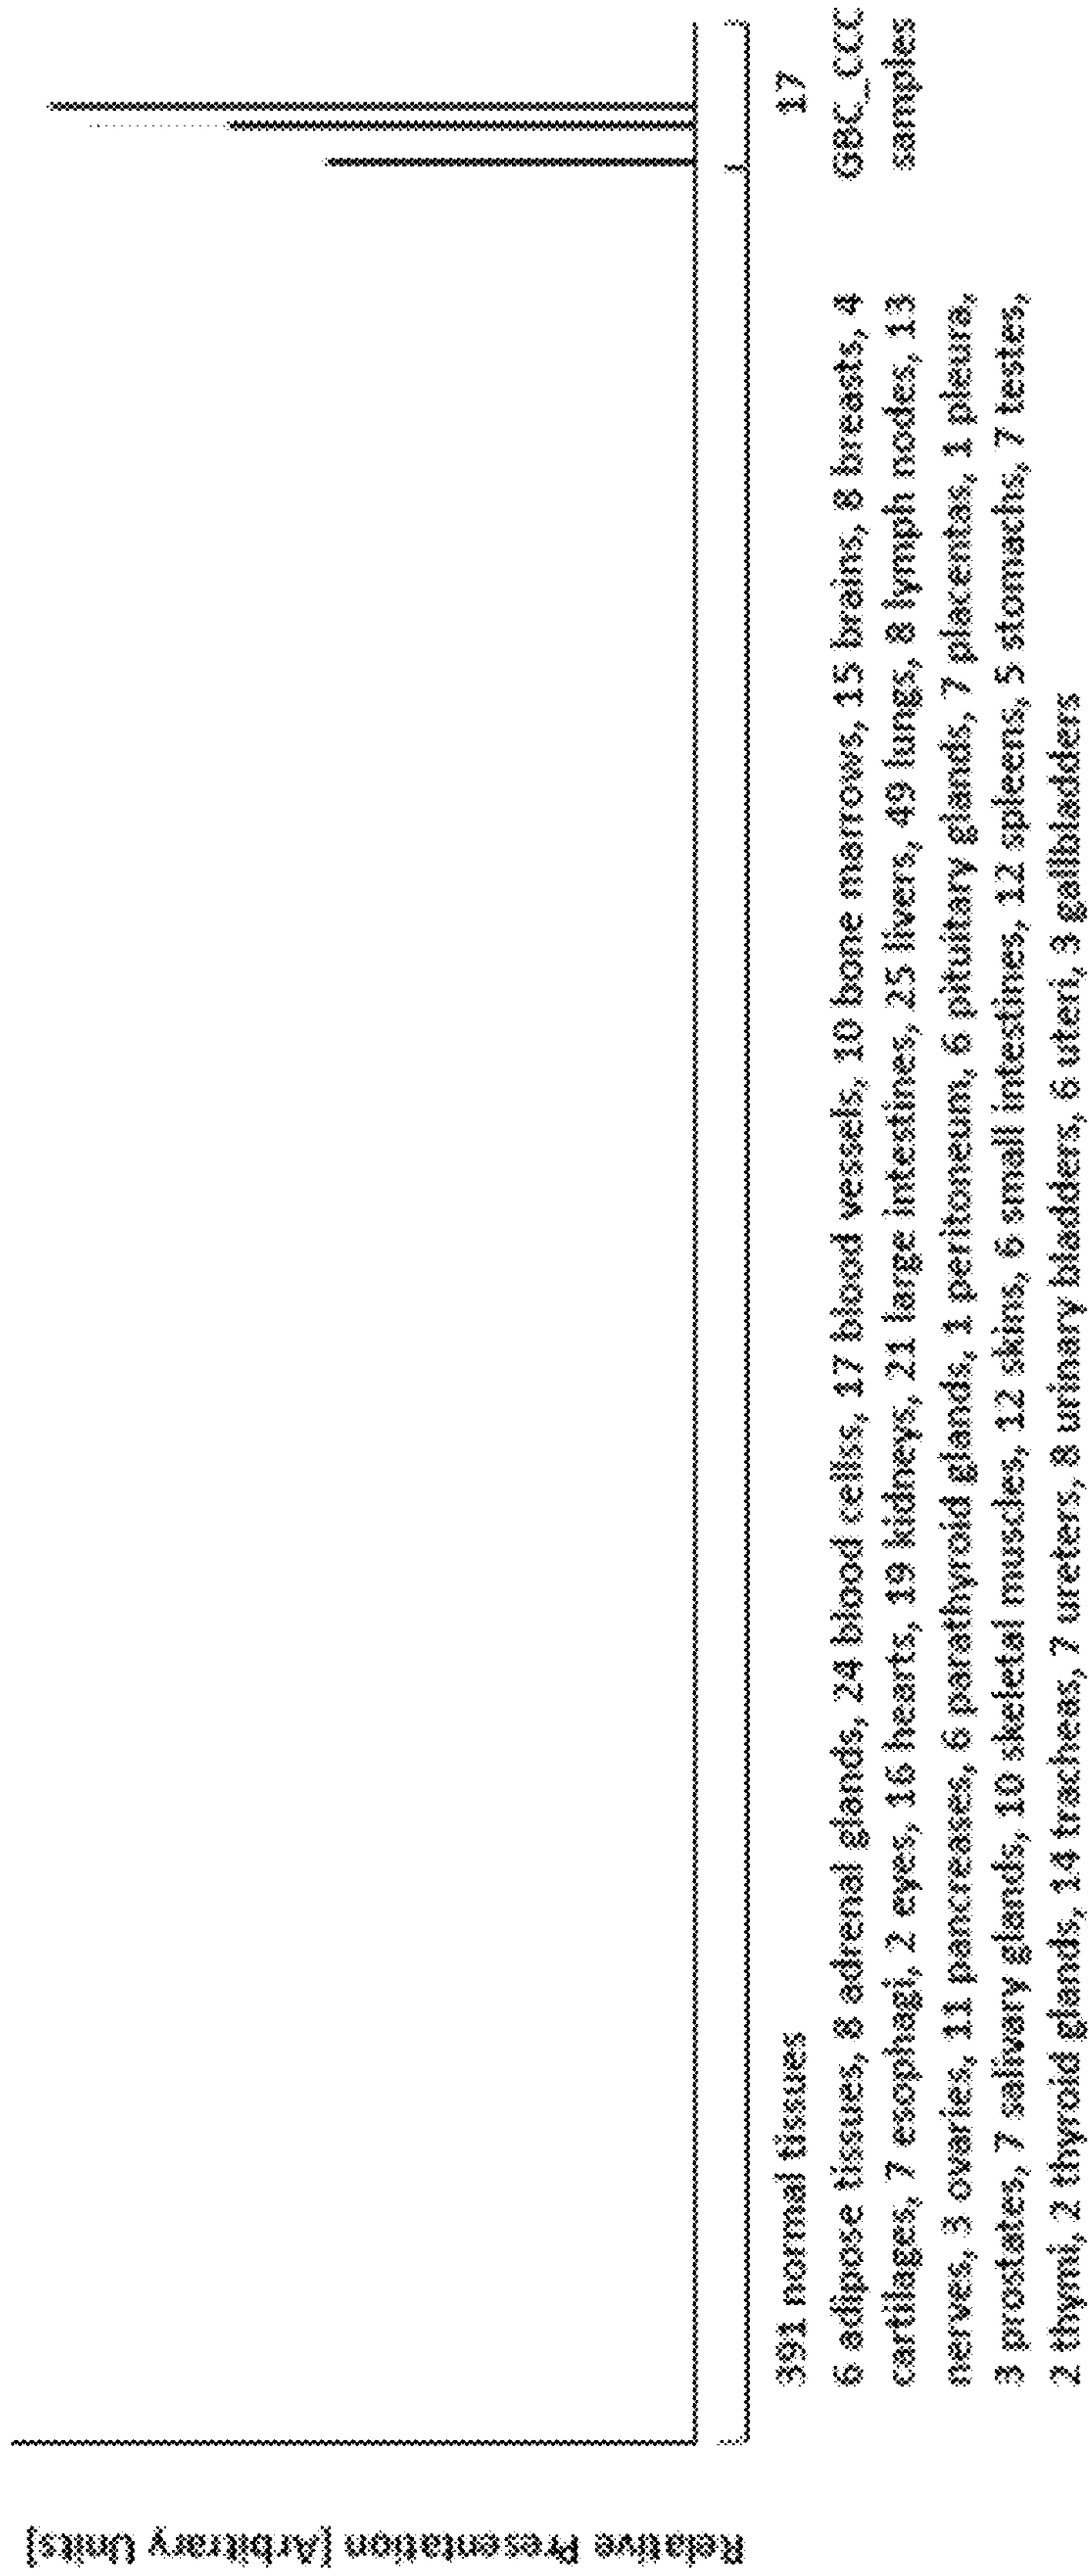 Relative Presentation [Arbitrary Units]
391 normal tissues
17
6 adipose tissues, 8 adrenal glands, 24 blood cellss, 17 blood vessels, 10 bone marrows, 15 brains, 8 breasts, 4
GBC_CCC
cartilages, 7 esophagi, 2 eyes, 16 hearts, 19 kidneys, 21 large intestines, 25 livers, 49 lungs, 8 lymph nodes, 13
samples
nerves, 3 ovaries, 11 pancreases, 6 parathyroid glands, 1 peritoneum, 6 pituitary glands, 7 placentas, 1 pleura,
3 prostates, 7 salivary glands, 10 skeletal muscles, 12 skins, 6 small intestines, 12 spleens, 5 stomachs, 7 testes,
2 thymi, 2 thyroid glands, 14 tracheas, 7 ureters, 8 urinary bladders, 6 uteri, 3 gallbladders